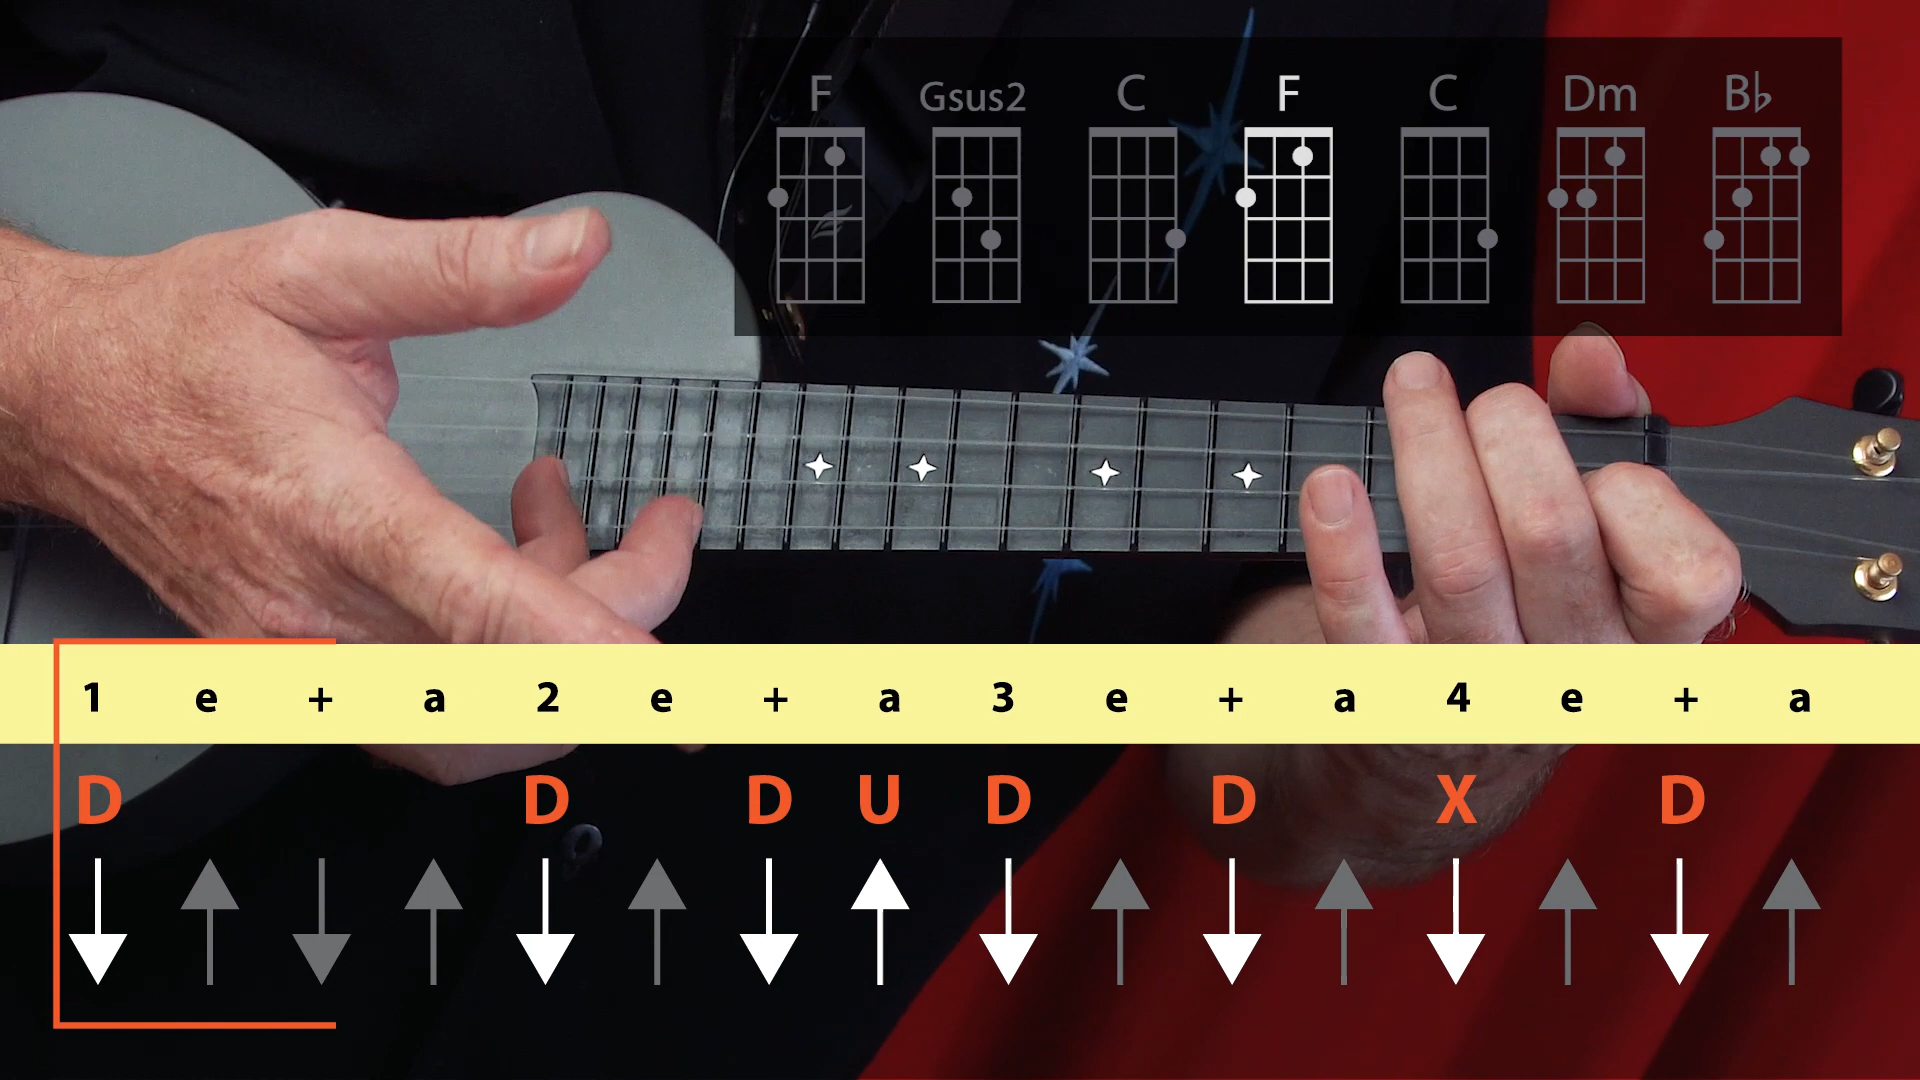 F Gsus2 C F C Dm B♭
1 e + a 2 e + a 3 e + a 4 e + a
D D D U D D X D